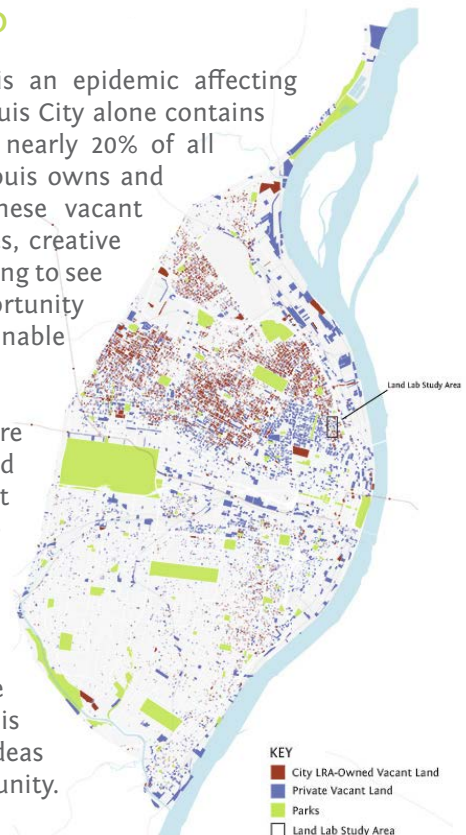 is an epidemic affecting
uis City alone contains
nearly 20% of all
ouis owns and
hese vacant
s, creative
ng to see
ortunity
nable
re
d
t
e
is
deas
unity.
Land Lab Study Area
KEY
City LRA-Owned Vacant Land
Private Vacant Land
Parks
Land Lab Study Area